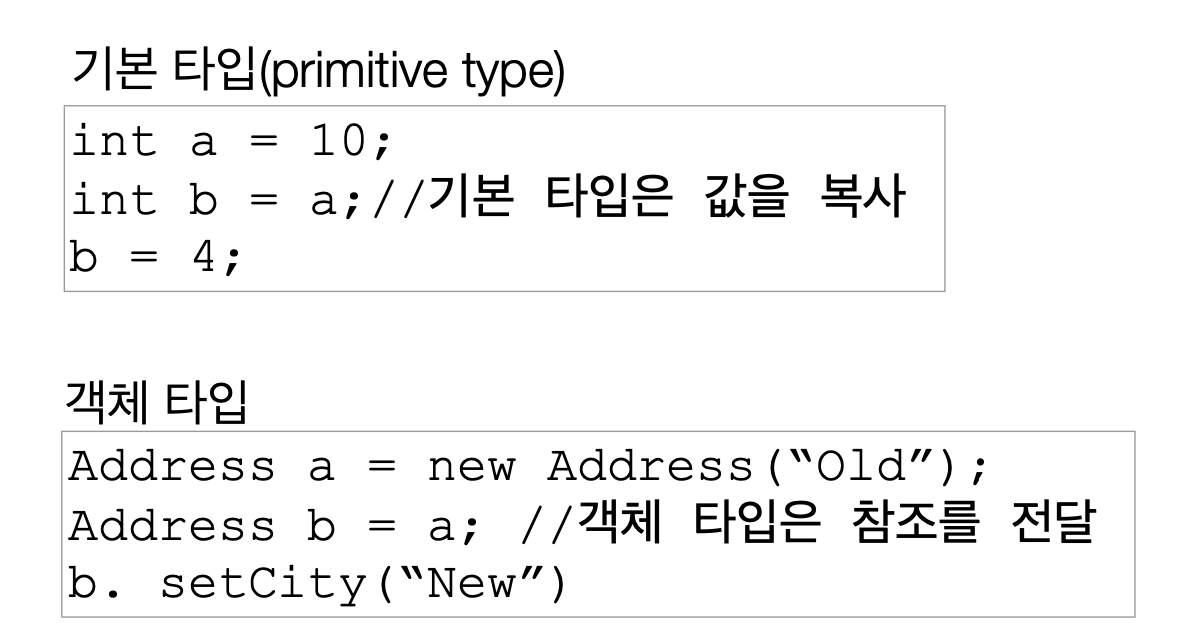 기본 타입(primitive type)
int a = 10;
int b = a;//기본 타입은 값을 복사
b = 4;
객체 타입
Address a = new Address(“Old”);
Address b = a; //객체 타입은 참조를 전달
b. setCity(“New”)